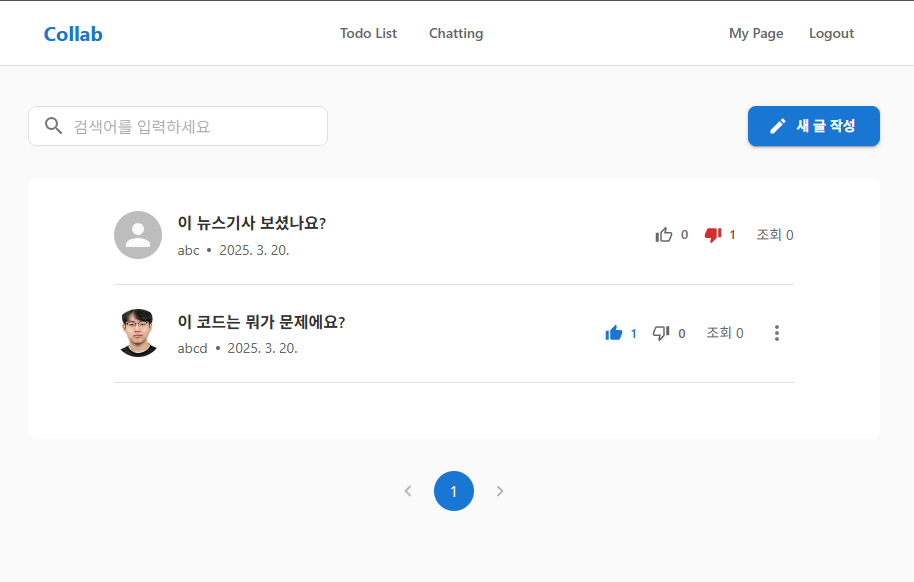 Collab Todo List Chatting My Page Logout
검색어를 입력하세요 새 글 작성
이 뉴스기사 보셨나요?
abc • 2025. 3. 20.
0 1 조회 0
이 코드는 뭐가 문제에요?
abcd • 2025. 3. 20.
1 0 조회 0
1